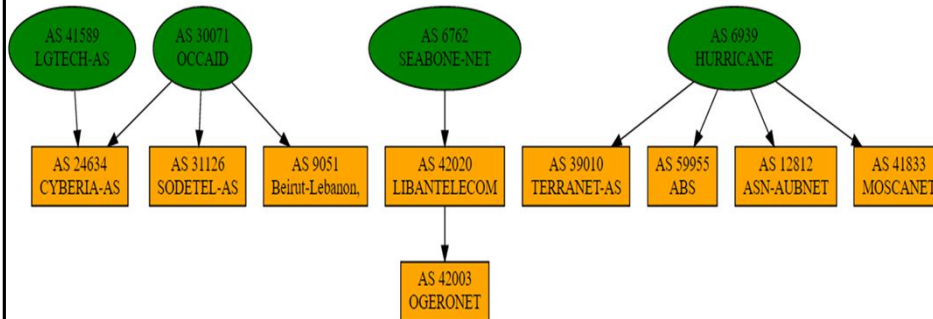 AS 41589
LGTECH-AS
AS 30071
OCCAID
AS 6762
SEABONE-NET
AS 6939
HURRICANE
AS 24634
CYBERIA-AS
AS 31126
SODETEL-AS
AS 9051
Beirut-Lebanon,
AS 42020
LIBANTELECOM
AS 39010
TERRANET-AS
AS 59955
ABS
AS 12812
ASN-AUBNET
AS 41833
MOSCANET
AS 42003
OGERONET